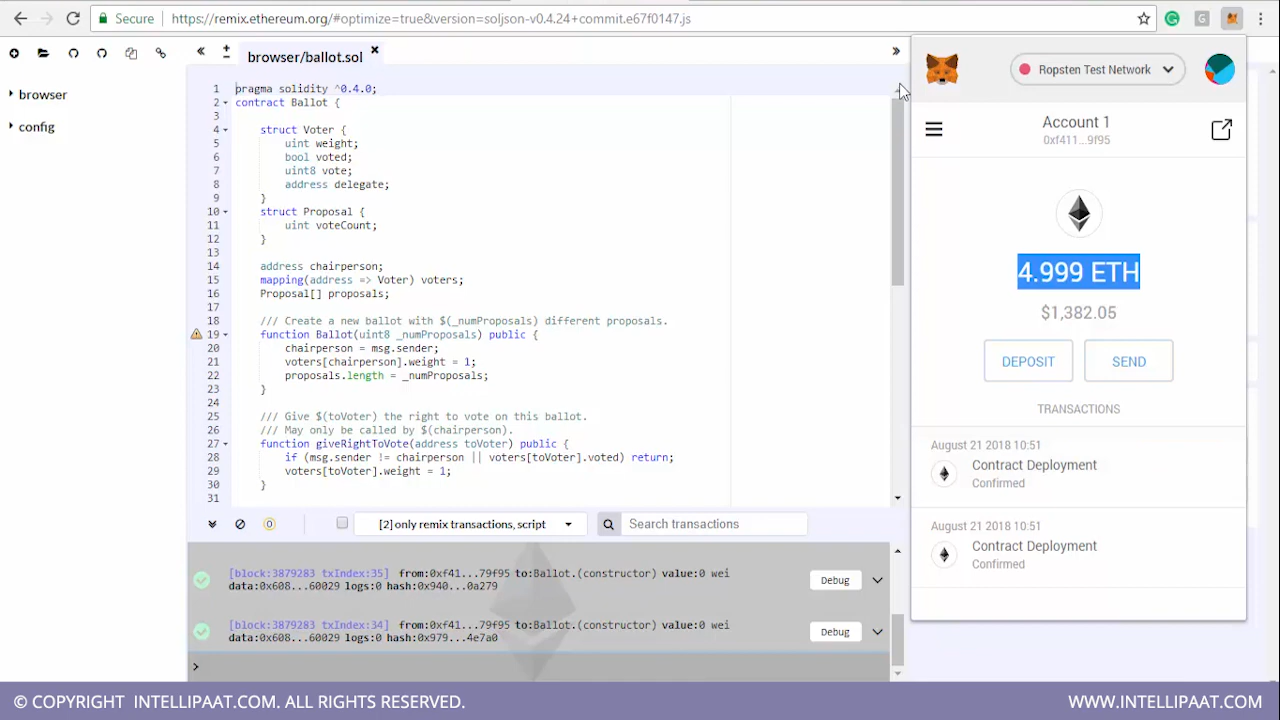 Secure
https://remix.ethereum.org/#optimize=true&version=soljson-v0.4.24+commit.e67f0147.js
browser/ballot.sol
browser
config
1 pragma solidity ^0.4.0;
2 contract Ballot {
3
4 struct Voter {
5 uint weight;
6 bool voted;
7 uint8 vote;
8 address delegate;
9 }
10 struct Proposal {
11 uint voteCount;
12 }
13
14 address chairperson;
15 mapping(address => Voter) voters;
16 Proposal[] proposals;
17
18 /// Create a new ballot with $(_numProposals) different proposals.
19 function Ballot(uint8 _numProposals) public {
20 chairperson = msg.sender;
21 voters[chairperson].weight = 1;
22 proposals.length = _numProposals;
23 }
24
25 /// Give $(toVoter) the right to vote on this ballot.
26 /// May only be called by $(chairperson).
27 function giveRightToVote(address toVoter) public {
28 if (msg.sender != chairperson || voters[toVoter].voted) return;
29 voters[toVoter].weight = 1;
30 }
31
0
[2] only remix transactions, script
Search transactions
[block:3879283 txIndex:35] from:0xf41...79f95 to:Ballot.(constructor) value:0 wei
data:0x608...60029 logs:0 hash:0x940...0a279
Debug
[block:3879283 txIndex:34] from:0xf41...79f95 to:Ballot.(constructor) value:0 wei
data:0x608...60029 logs:0 hash:0x979...4e7a0
Debug
>
Ropsten Test Network
Account 1
0xf411...9f95
4.999 ETH
$1,382.05
DEPOSIT
SEND
TRANSACTIONS
August 21 2018 10:51
Contract Deployment
Confirmed
August 21 2018 10:51
Contract Deployment
Confirmed
© COPYRIGHT INTELLIPAAT.COM. ALL RIGHTS RESERVED.
WWW.INTELLIPAAT.COM